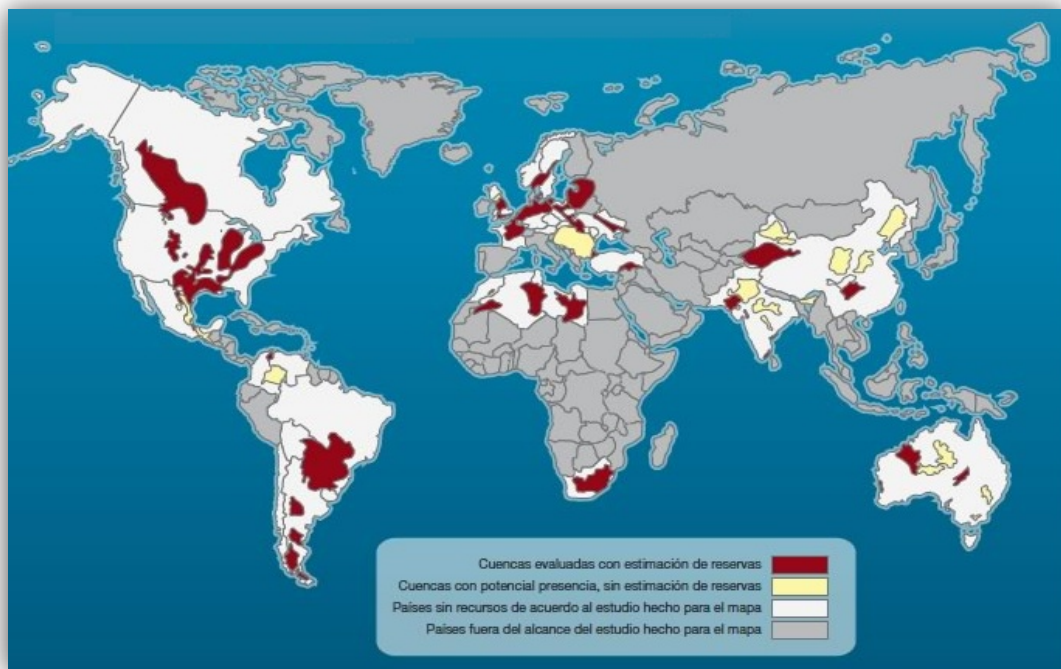 Cuencas evaluadas con estimación de reservas
Cuencas con potencial presencia, sin estimación de reservas
Países sin recursos de acuerdo al estudio hecho para el mapa
Países fuera del alcance del estudio hecho para el mapa